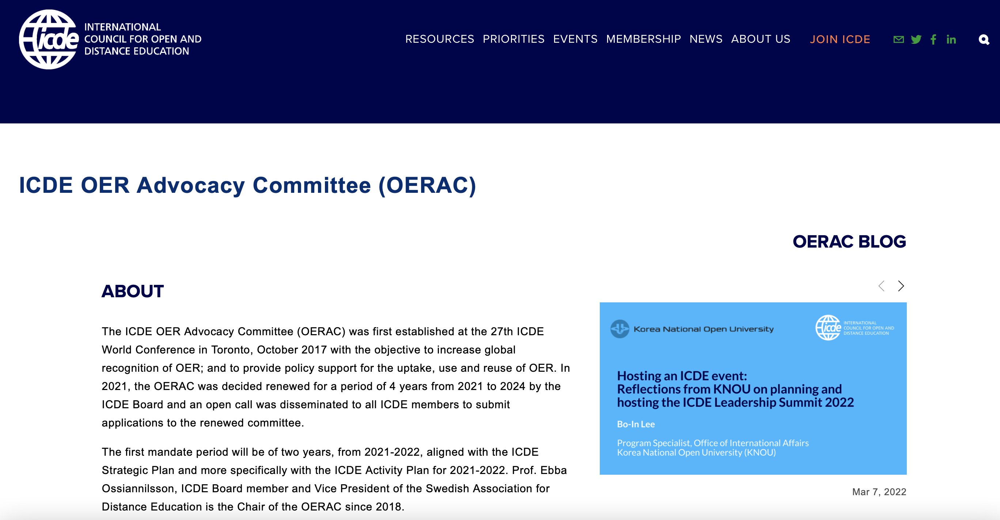 icde
INTERNATIONAL
COUNCIL FOR OPEN AND
DISTANCE EDUCATION
RESOURCES PRIORITIES EVENTS MEMBERSHIP NEWS ABOUT US JOIN ICDE
ICDE OER Advocacy Committee (OERAC)
ABOUT
The ICDE OER Advocacy Committee (OERAC) was first established at the 27th ICDE
World Conference in Toronto, October 2017 with the objective to increase global
recognition of OER; and to provide policy support for the uptake, use and reuse of OER. In
2021, the OERAC was decided renewed for a period of 4 years from 2021 to 2024 by the
ICDE Board and an open call was disseminated to all ICDE members to submit
applications to the renewed committee.
The first mandate period will be of two years, from 2021-2022, aligned with the ICDE
Strategic Plan and more specifically with the ICDE Activity Plan for 2021-2022. Prof. Ebba
Ossiannilsson, ICDE Board member and Vice President of the Swedish Association for
Distance Education is the Chair of the OERAC since 2018.
OERAC BLOG
Korea National Open University
icde
INTERNATIONAL
COUNCIL FOR OPEN AND
DISTANCE EDUCATION
Hosting an ICDE event:
Reflections from KNOU on planning and
hosting the ICDE Leadership Summit 2022
Bo-In Lee
Program Specialist, Office of International Affairs
Korea National Open University (KNOU)
Mar 7, 2022